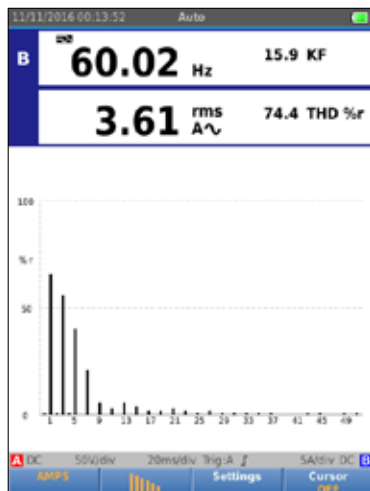 11/11/2016 00:13:52 Auto
B 60.02 Hz 15.9 KF
3.61 rms A∿ 74.4 THD %r
100
%r
50
0
1 5 9 13 17 21 25 29 33 37 41 45 49
A DC 50V/div 20ms/div Trig:A ∫ 5A/div DC B
AMPS Settings Cursor
OFF